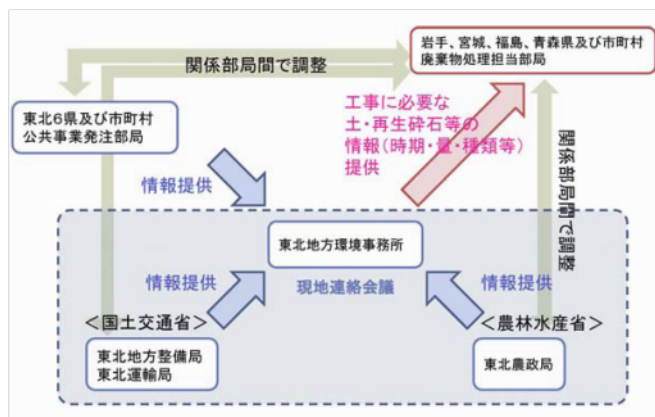 岩手、宮城、福島、青森県及び市町村
廃棄物処理担当部局
関係部局間で調整
東北6県及び市町村
公共事業発注部局
工事に必要な
土・再生砕石等の
情報(時期・量・種類等)
提供
関係部局間で調整
情報提供
東北地方環境事務所
情報提供
現地連絡会議
情報提供
<国土交通省>
<農林水産省>
東北地方整備局
東北運輸局
東北農政局